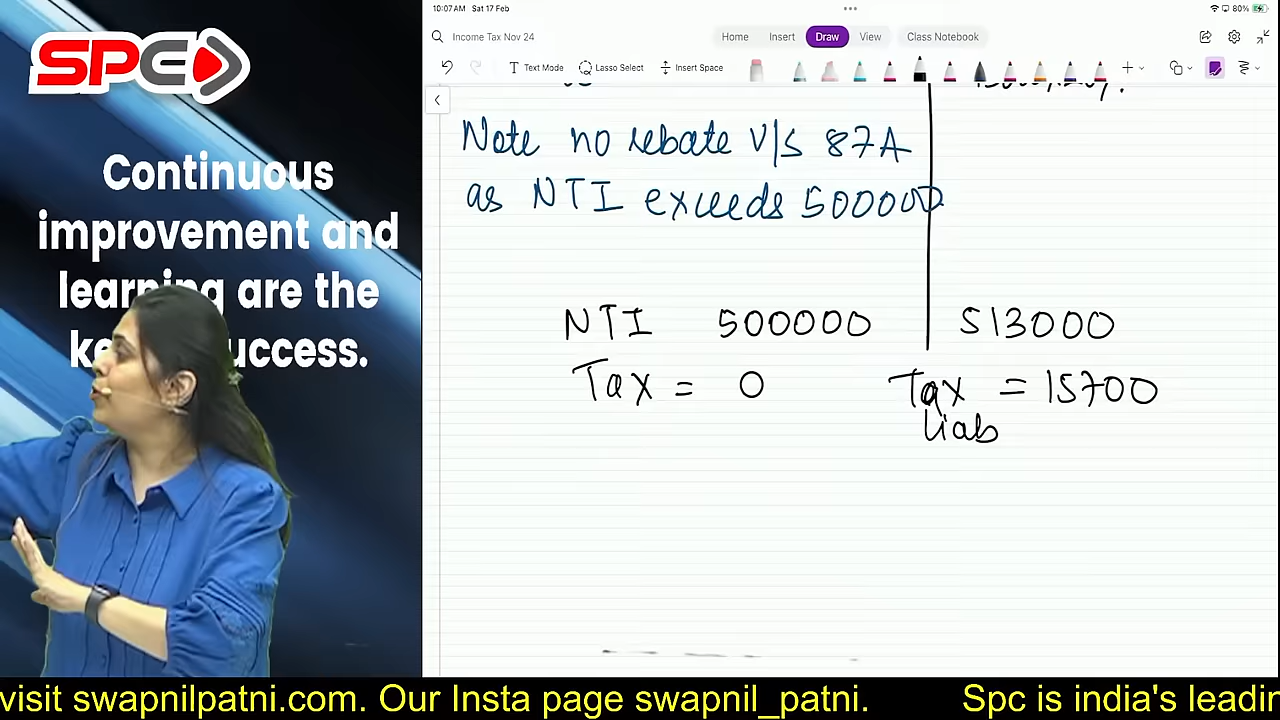 10:07 AM Sat 17 Feb
80%
Income Tax Nov 24
Home Insert Draw View Class Notebook
Text Mode Lasso Select Insert Space
SPC
Continuous
improvement and
learning are the
success.
Note no rebate v/s 87A
as NTI exceeds 500000
NTI 500000 513000
Tax = 0 Tax = 15700
liab
visit swapnilpatni.com. Our Insta page swapnil_patni. Spc is india's leadin